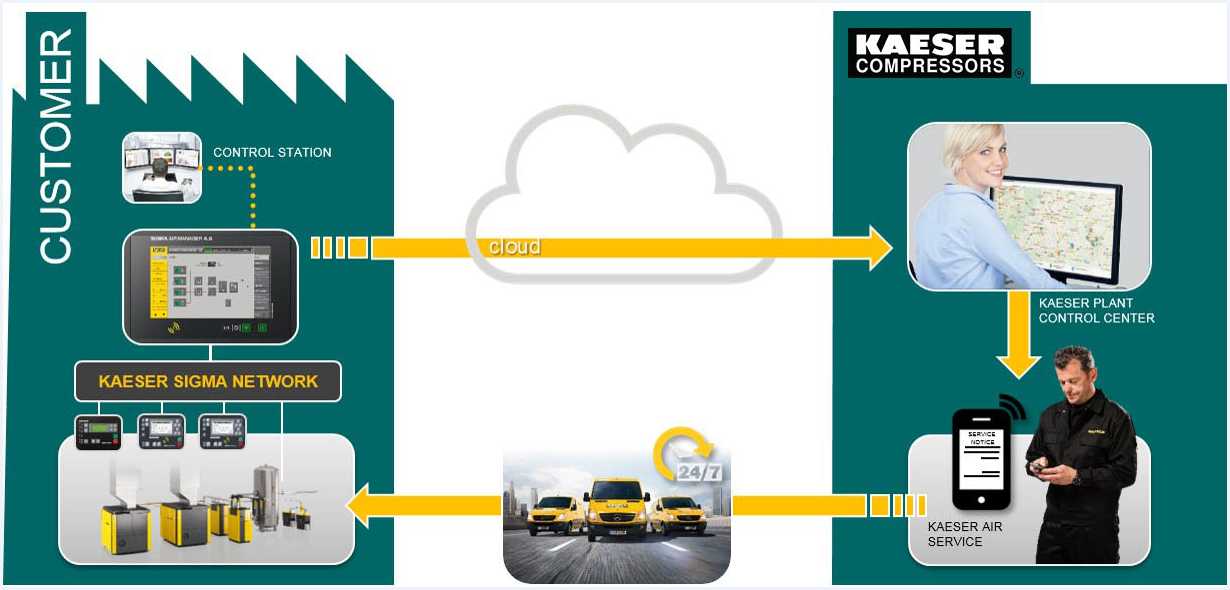 CUSTOMER
KAESER
COMPRESSORS
®
CONTROL STATION
SIGMA AIR MANAGER 4.0
cloud
KAESER PLANT
CONTROL CENTER
KAESER SIGMA NETWORK
24/7
SERVICE
NOTICE
KAESER AIR
SERVICE